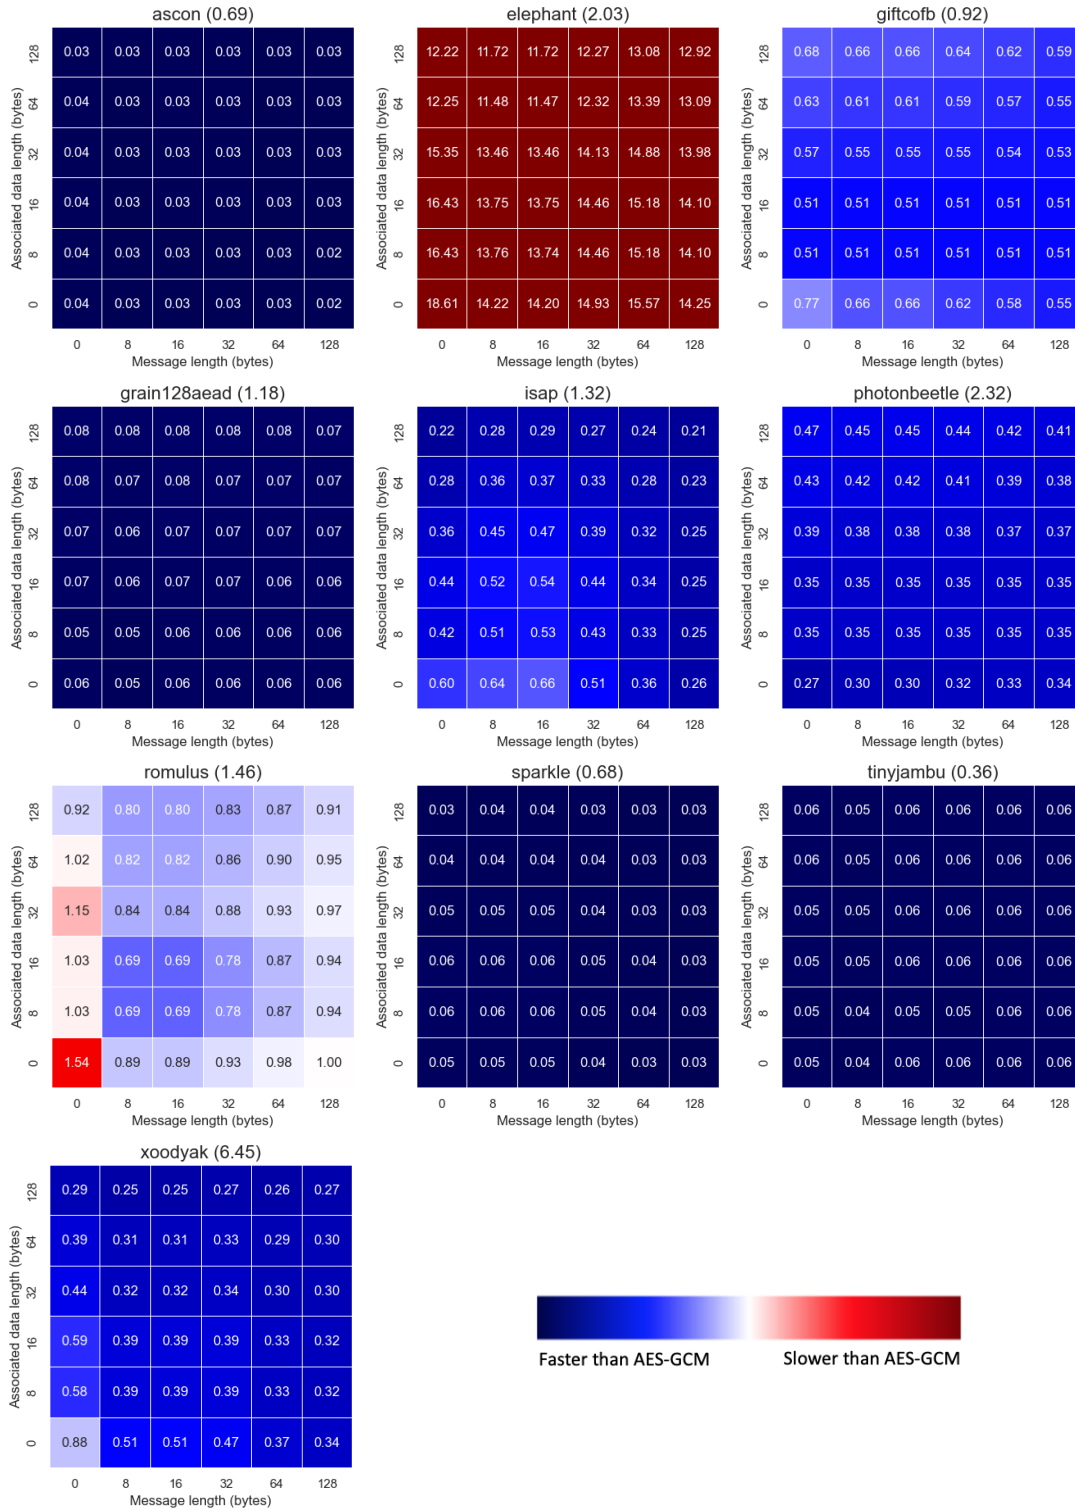 ascon (0.69)
Associated data length (bytes)
128 0.03 0.03 0.03 0.03 0.03 0.03
64 0.04 0.03 0.03 0.03 0.03 0.03
32 0.04 0.03 0.03 0.03 0.03 0.03
16 0.04 0.03 0.03 0.03 0.03 0.03
8 0.04 0.03 0.03 0.03 0.03 0.02
0 0.04 0.03 0.03 0.03 0.03 0.02
0 8 16 32 64 128
Message length (bytes)
elephant (2.03)
Associated data length (bytes)
128 12.22 11.72 11.72 12.27 13.08 12.92
64 12.25 11.48 11.47 12.32 13.39 13.09
32 15.35 13.46 13.46 14.13 14.88 13.98
16 16.43 13.75 13.75 14.46 15.18 14.10
8 16.43 13.76 13.74 14.46 15.18 14.10
0 18.61 14.22 14.20 14.93 15.57 14.25
0 8 16 32 64 128
Message length (bytes)
giftcofb (0.92)
Associated data length (bytes)
128 0.68 0.66 0.66 0.64 0.62 0.59
64 0.63 0.61 0.61 0.59 0.57 0.55
32 0.57 0.55 0.55 0.55 0.54 0.53
16 0.51 0.51 0.51 0.51 0.51 0.51
8 0.51 0.51 0.51 0.51 0.51 0.51
0 0.77 0.66 0.66 0.62 0.58 0.55
0 8 16 32 64 128
Message length (bytes)
grain128aead (1.18)
Associated data length (bytes)
128 0.08 0.08 0.08 0.08 0.08 0.07
64 0.08 0.07 0.08 0.07 0.07 0.07
32 0.07 0.06 0.07 0.07 0.07 0.07
16 0.07 0.06 0.07 0.07 0.06 0.06
8 0.05 0.05 0.06 0.06 0.06 0.06
0 0.06 0.05 0.06 0.06 0.06 0.06
0 8 16 32 64 128
Message length (bytes)
isap (1.32)
Associated data length (bytes)
128 0.22 0.28 0.29 0.27 0.24 0.21
64 0.28 0.36 0.37 0.33 0.28 0.23
32 0.36 0.45 0.47 0.39 0.32 0.25
16 0.44 0.52 0.54 0.44 0.34 0.25
8 0.42 0.51 0.53 0.43 0.33 0.25
0 0.60 0.64 0.66 0.51 0.36 0.26
0 8 16 32 64 128
Message length (bytes)
photonbeetle (2.32)
Associated data length (bytes)
128 0.47 0.45 0.45 0.44 0.42 0.41
64 0.43 0.42 0.42 0.41 0.39 0.38
32 0.39 0.38 0.38 0.38 0.37 0.37
16 0.35 0.35 0.35 0.35 0.35 0.35
8 0.35 0.35 0.35 0.35 0.35 0.35
0 0.27 0.30 0.30 0.32 0.33 0.34
0 8 16 32 64 128
Message length (bytes)
romulus (1.46)
Associated data length (bytes)
128 0.92 0.80 0.80 0.83 0.87 0.91
64 1.02 0.82 0.82 0.86 0.90 0.95
32 1.15 0.84 0.84 0.88 0.93 0.97
16 1.03 0.69 0.69 0.78 0.87 0.94
8 1.03 0.69 0.69 0.78 0.87 0.94
0 1.54 0.89 0.89 0.93 0.98 1.00
0 8 16 32 64 128
Message length (bytes)
sparkle (0.68)
Associated data length (bytes)
128 0.03 0.04 0.04 0.03 0.03 0.03
64 0.04 0.04 0.04 0.04 0.03 0.03
32 0.05 0.05 0.05 0.04 0.03 0.03
16 0.06 0.06 0.06 0.05 0.04 0.03
8 0.06 0.06 0.06 0.05 0.04 0.03
0 0.05 0.05 0.05 0.04 0.03 0.03
0 8 16 32 64 128
Message length (bytes)
tinyjambu (0.36)
Associated data length (bytes)
128 0.06 0.05 0.06 0.06 0.06 0.06
64 0.06 0.05 0.06 0.06 0.06 0.06
32 0.05 0.05 0.06 0.06 0.06 0.06
16 0.05 0.05 0.06 0.06 0.06 0.06
8 0.05 0.04 0.05 0.06 0.06 0.06
0 0.05 0.04 0.06 0.06 0.06 0.06
0 8 16 32 64 128
Message length (bytes)
xoodyak (6.45)
Associated data length (bytes)
128 0.29 0.25 0.25 0.27 0.26 0.27
64 0.39 0.31 0.31 0.33 0.29 0.30
32 0.44 0.32 0.32 0.34 0.30 0.30
16 0.59 0.39 0.39 0.39 0.33 0.32
8 0.58 0.39 0.39 0.39 0.33 0.32
0 0.88 0.51 0.51 0.47 0.37 0.34
0 8 16 32 64 128
Message length (bytes)
Faster than AES-GCM
Slower than AES-GCM